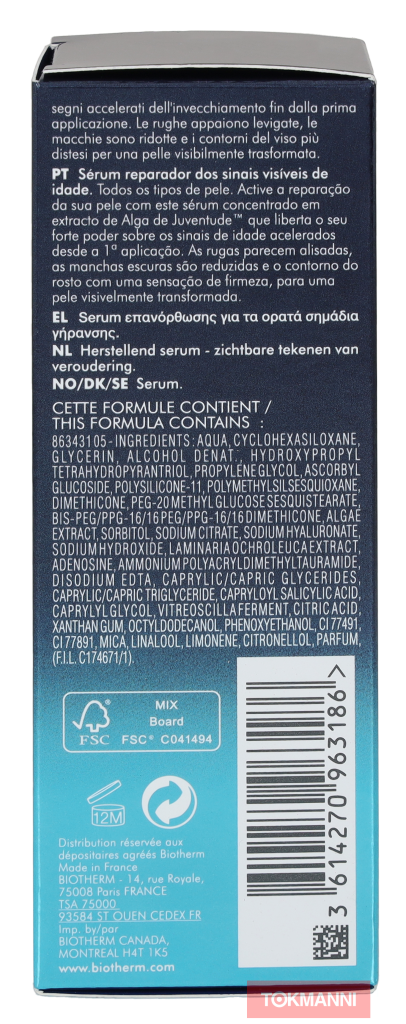 segni accelerati dell'invecchiamento fin dalla prima
applicazione. Le rughe appaiono levigate, le
macchie sono ridotte e i contorni del viso più
distesi per una pelle visibilmente trasformata.
PT Sérum reparador dos sinais visíveis de
idade. Todos os tipos de pele. Active a reparação
da sua pele com este sérum concentrado em
extracto de Alga de Juventude™ que liberta o seu
forte poder sobre os sinais de idade acelerados
desde a 1ª aplicação. As rugas parecem alisadas,
as manchas escuras são reduzidas e o contorno do
rosto com uma sensação de firmeza, para uma
pele visivelmente transformada.
EL Serum επανόρθωσης για τα ορατά σημάδια
γήρανσης.
NL Herstellend serum - zichtbare tekenen van
veroudering.
NO/DK/SE Serum.
CETTE FORMULE CONTIENT /
THIS FORMULA CONTAINS :
86343105 - INGREDIENTS: AQUA, CYCLOHEXASILOXANE,
GLYCERIN, ALCOHOL DENAT., HYDROXYPROPYL
TETRAHYDROPYRANTRIOL, PROPYLENE GLYCOL, ASCORBYL
GLUCOSIDE, POLYSILICONE-11, POLYMETHYLSILSESQUIOXANE,
DIMETHICONE, PEG-20 METHYL GLUCOSE SESQUISTEARATE,
BIS-PEG/PPG-16/16 PEG/PPG-16/16 DIMETHICONE, ALGAE
EXTRACT, SORBITOL, SODIUM CITRATE, SODIUM HYALURONATE,
SODIUM HYDROXIDE, LAMINARIA OCHROLEUCA EXTRACT,
ADENOSINE, AMMONIUM POLYACRYLDIMETHYLTAURAMIDE,
DISODIUM EDTA, CAPRYLIC/CAPRIC GLYCERIDES,
CAPRYLIC/CAPRIC TRIGLYCERIDE, CAPRYLOYL SALICYLIC ACID,
CAPRYLYL GLYCOL, VITREOSCILLA FERMENT, CITRIC ACID,
XANTHAN GUM, OCTYLDODECANOL, PHENOXYETHANOL, CI 77491,
CI 77891, MICA, LINALOOL, LIMONENE, CITRONELLOL, PARFUM,
(F.I.L. C174671/1).
FSC
MIX
Board
FSC® C041494
12M
Distribution réservée aux
dépositaires agréés Biotherm
Made in France
BIOTHERM - 14, rue Royale,
75008 Paris FRANCE
TSA 75000
93584 ST OUEN CEDEX FR
Imp. by/par
BIOTHERM CANADA,
MONTREAL H4T 1K5
www.biotherm.com
3 614270 963186 >
TOKMANNI